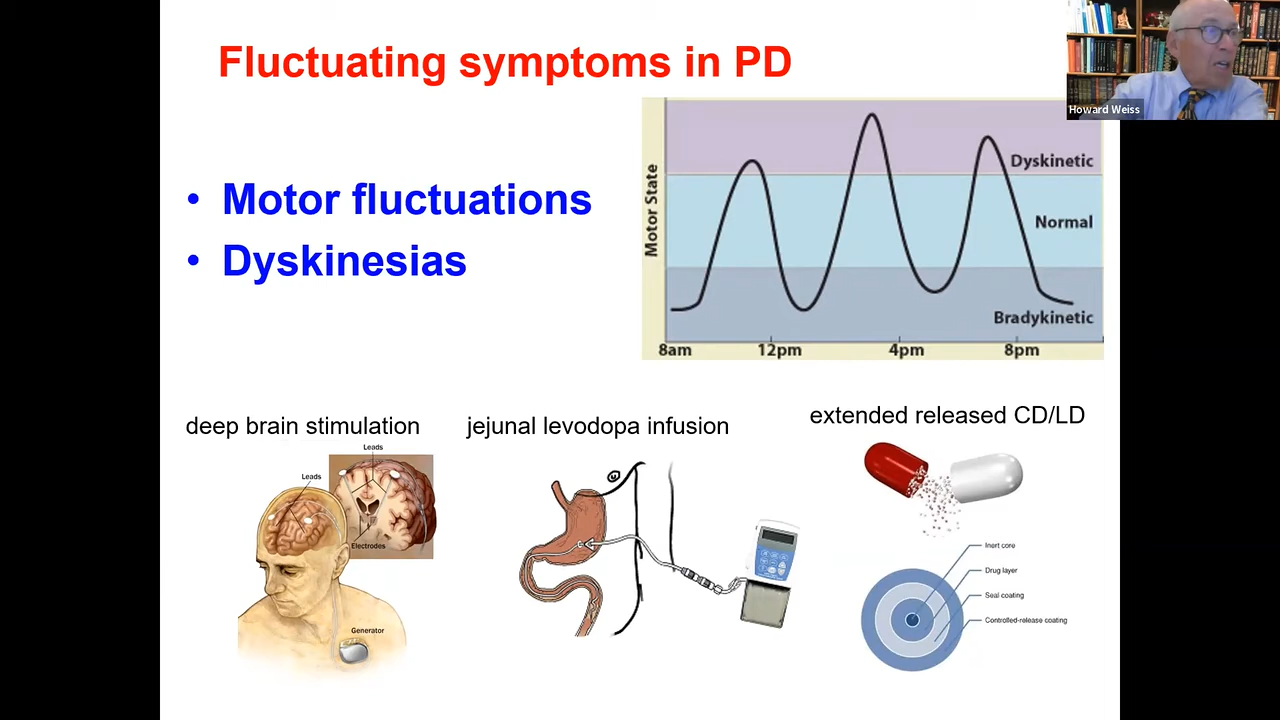 Fluctuating symptoms in PD
Howard Weiss
• Motor fluctuations
• Dyskinesias
Motor State
Dyskinetic
Normal
Bradykinetic
8am 12pm 4pm 8pm
deep brain stimulation
jejunal levodopa infusion
extended released CD/LD
Leads
Leads
Electrodes
Generator
Inert core
Drug layer
Seal coating
Controlled-release coating